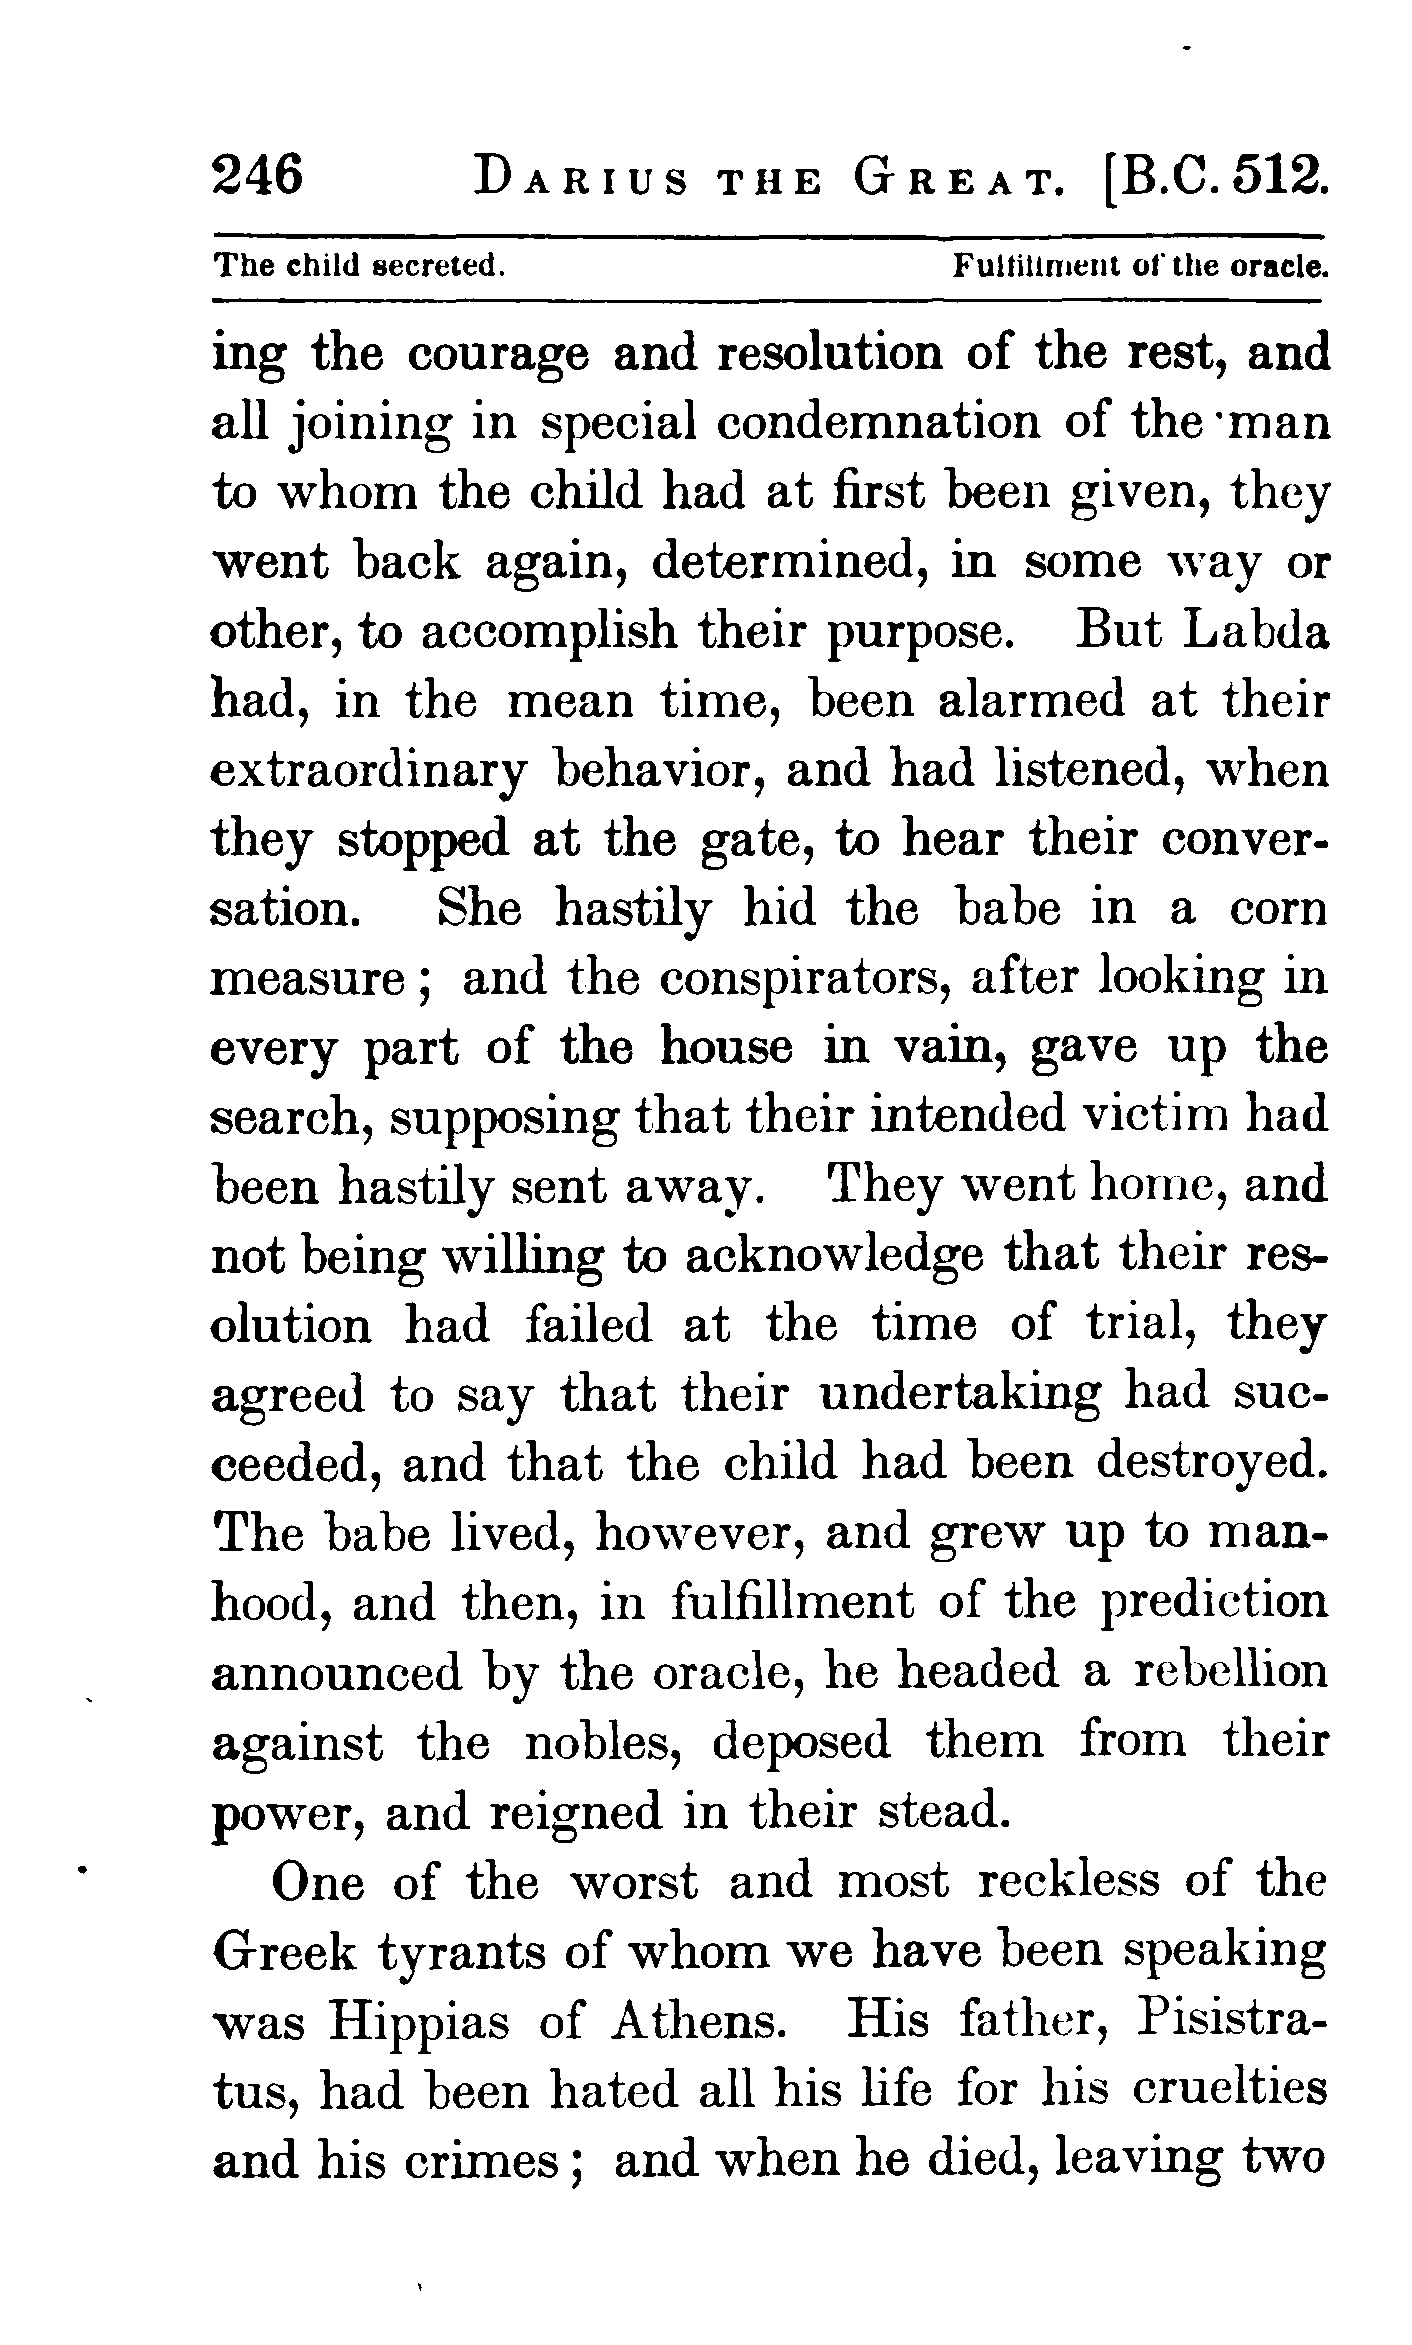 246 DARIUS THE GREAT. [B.C. 512.
The child secreted. Fulfillment of the oracle.
ing the courage and resolution of the rest, and
all joining in special condemnation of the man
to whom the child had at first been given, they
went back again, determined, in some way or
other, to accomplish their purpose. But Labda
had, in the mean time, been alarmed at their
extraordinary behavior, and had listened, when
they stopped at the gate, to hear their conver-
sation. She hastily hid the babe in a corn
measure; and the conspirators, after looking in
every part of the house in vain, gave up the
search, supposing that their intended victim had
been hastily sent away. They went home, and
not being willing to acknowledge that their res-
olution had failed at the time of trial, they
agreed to say that their undertaking had suc-
ceeded, and that the child had been destroyed.
The babe lived, however, and grew up to man-
hood, and then, in fulfillment of the prediction
announced by the oracle, he headed a rebellion
against the nobles, deposed them from their
power, and reigned in their stead.
One of the worst and most reckless of the
Greek tyrants of whom we have been speaking
was Hippias of Athens. His father, Pisistra-
tus, had been hated all his life for his cruelties
and his crimes; and when he died, leaving two